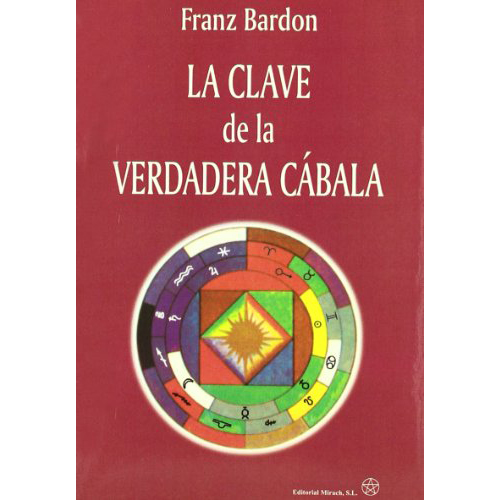 Franz Bardon
LA CLAVE
de la
VERDADERA CÁBALA
Editorial Mirach, S.L.